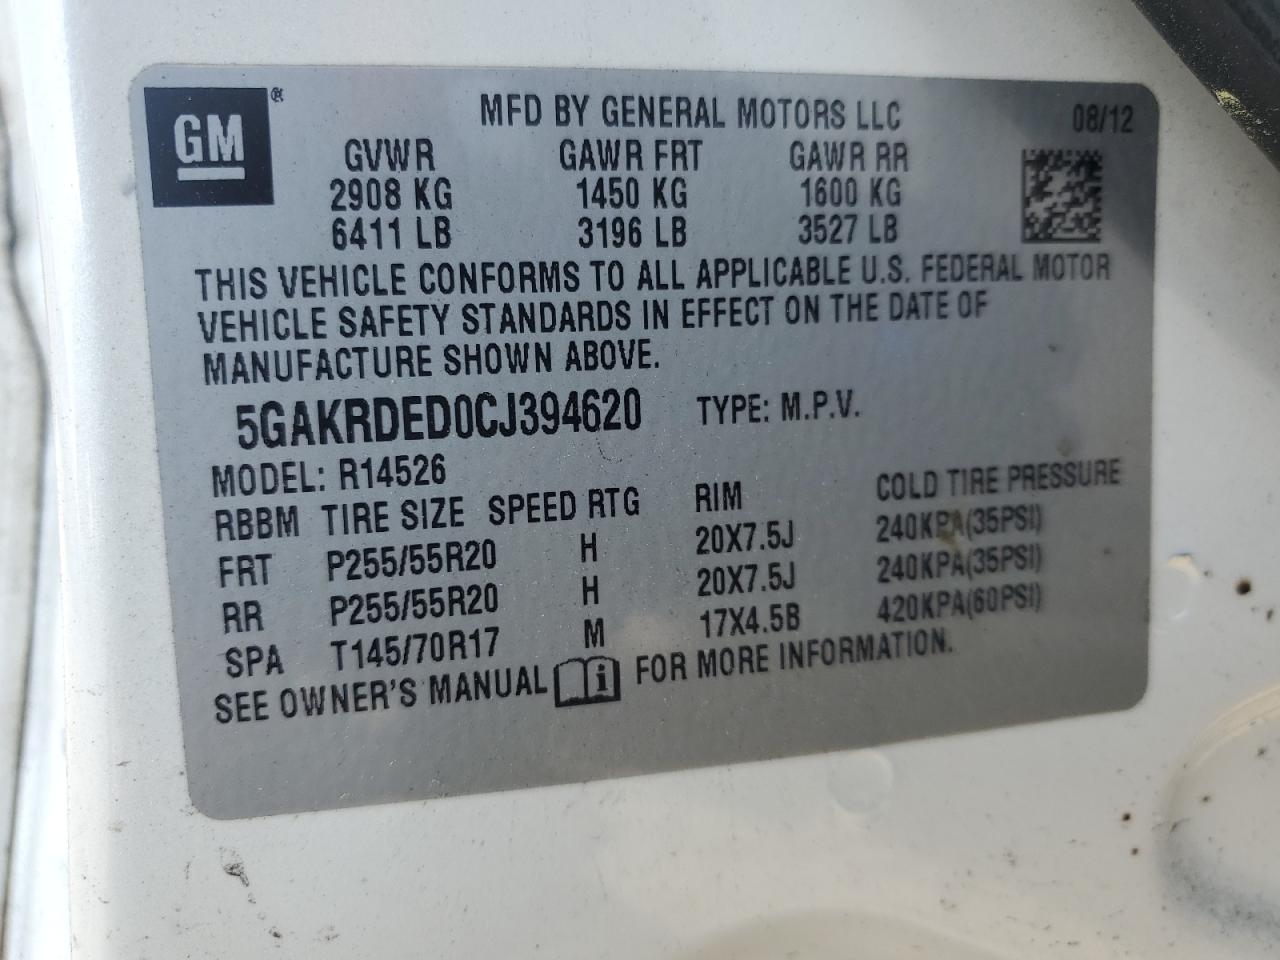 GM ®
MFD BY GENERAL MOTORS LLC 08/12
GVWR GAWR FRT GAWR RR
2908 KG 1450 KG 1600 KG
6411 LB 3196 LB 3527 LB
THIS VEHICLE CONFORMS TO ALL APPLICABLE U.S. FEDERAL MOTOR
VEHICLE SAFETY STANDARDS IN EFFECT ON THE DATE OF
MANUFACTURE SHOWN ABOVE.
5GAKRDED0CJ394620 TYPE: M.P.V.
MODEL: R14526
RBBM TIRE SIZE SPEED RTG RIM COLD TIRE PRESSURE
FRT P255/55R20 H 20X7.5J 240KPA(35PSI)
RR P255/55R20 H 20X7.5J 240KPA(35PSI)
SPA T145/70R17 M 17X4.5B 420KPA(60PSI)
SEE OWNER'S MANUAL i FOR MORE INFORMATION.